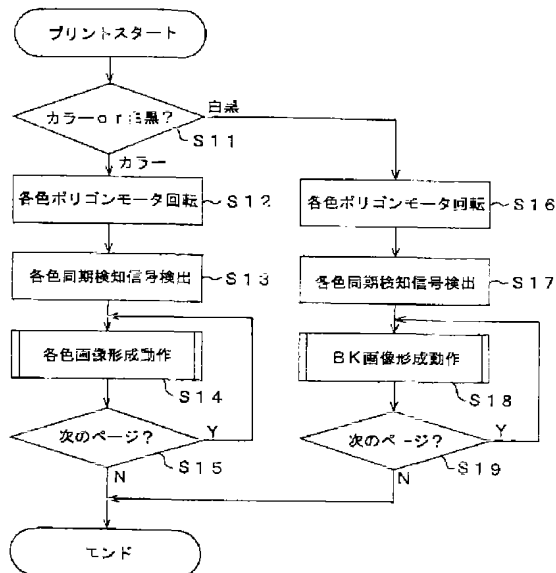 プリントスタート
カラーor白黒?
白黒
S11
カラー
各色ポリゴンモータ回転
S12
各色同期検知信号検出
S13
各色画像形成動作
S14
次のページ?
Y
S15
N
各色ポリゴンモータ回転
S16
各色同期検知信号検出
S17
BK画像形成動作
S18
次のページ?
Y
S19
N
エンド